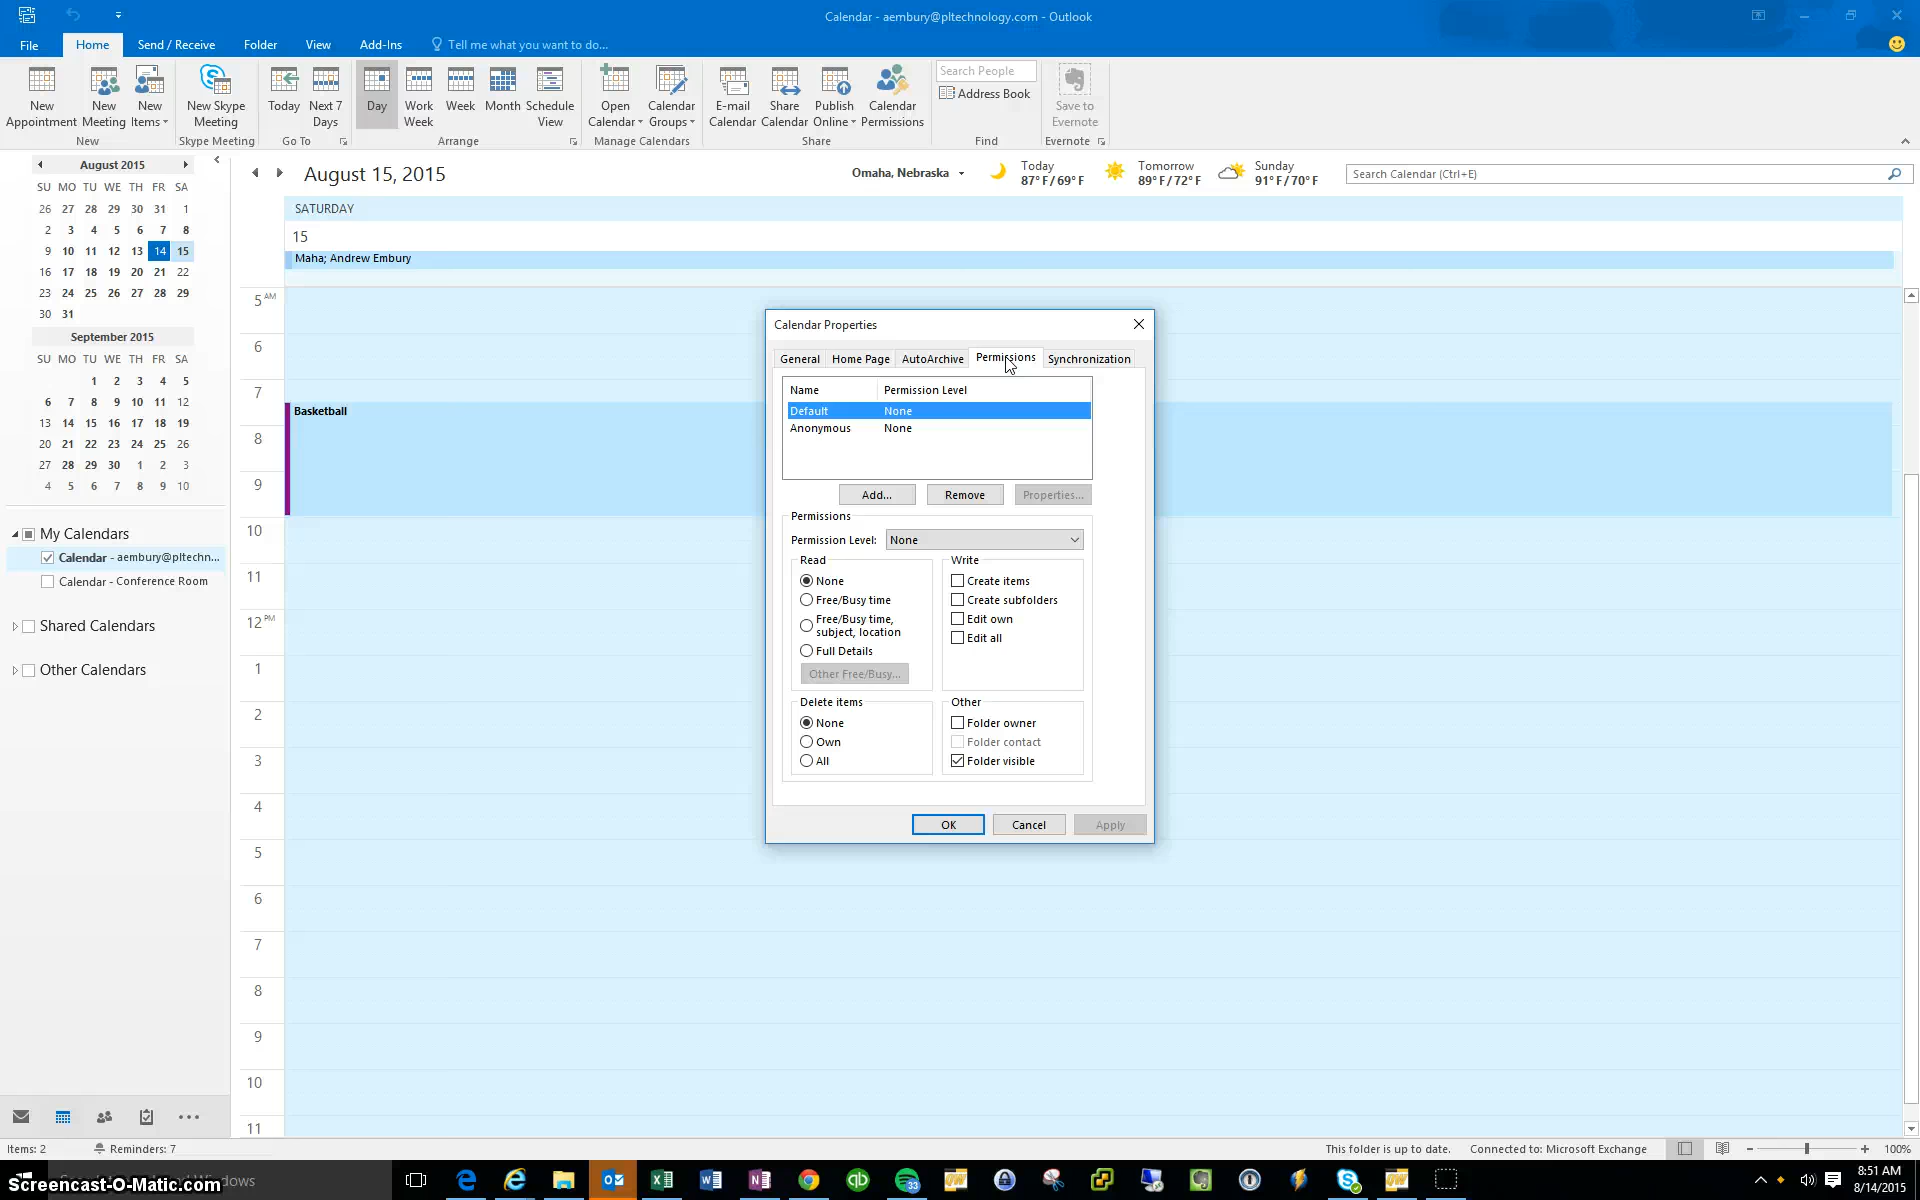 Calendar - aembury@pltechnology.com - Outlook
File Home Send / Receive Folder View Add-Ins Tell me what you want to do...
New Appointment
New Meeting
New Items
New
New Skype Meeting
Skype Meeting
Today
Next 7 Days
Go To
Day
Work Week
Week
Month
Schedule View
Arrange
Open Calendar
Calendar Groups
Manage Calendars
E-mail Calendar
Share Calendar
Publish Online
Calendar Permissions
Share
Search People
Address Book
Find
Save to Evernote
Evernote
August 2015
SU MO TU WE TH FR SA
26 27 28 29 30 31 1
2 3 4 5 6 7 8
9 10 11 12 13 14 15
16 17 18 19 20 21 22
23 24 25 26 27 28 29
30 31
September 2015
SU MO TU WE TH FR SA
1 2 3 4 5
6 7 8 9 10 11 12
13 14 15 16 17 18 19
20 21 22 23 24 25 26
27 28 29 30 1 2 3
4 5 6 7 8 9 10
My Calendars
Calendar - aembury@pltechn...
Calendar - Conference Room
Shared Calendars
Other Calendars
August 15, 2015
Omaha, Nebraska
Today
87°F/69°F
Tomorrow
89°F/72°F
Sunday
91°F/70°F
Search Calendar (Ctrl+E)
SATURDAY
15
Maha; Andrew Embury
5 AM
6
7
Basketball
8
9
10
11
12 PM
1
2
3
4
5
6
7
8
9
10
11
Calendar Properties
General Home Page AutoArchive Permissions Synchronization
Name Permission Level
Default None
Anonymous None
Add... Remove Properties...
Permissions
Permission Level: None
Read
None
Free/Busy time
Free/Busy time,
subject, location
Full Details
Other Free/Busy...
Write
Create items
Create subfolders
Edit own
Edit all
Delete items
None
Own
All
Other
Folder owner
Folder contact
Folder visible
OK Cancel Apply
Items: 2 Reminders: 7
This folder is up to date. Connected to: Microsoft Exchange 100%
Screencast-O-Matic.com
33
8:51 AM
8/14/2015